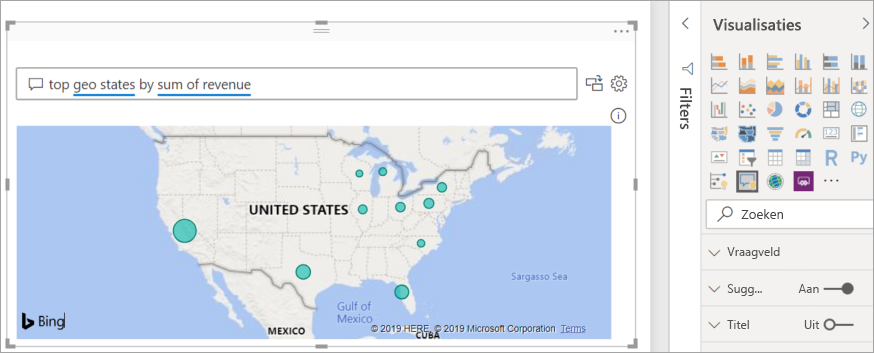 top geo states by sum of revenue
UNITED STATES
Sargasso Sea
Gulf of
Mexico
MEXICO
CUBA
Bing
© 2019 HERE, © 2019 Microsoft Corporation Terms
Filters
Visualisaties
123
R
Py
Zoeken
Vraagveld
Sugg... Aan
Titel Uit